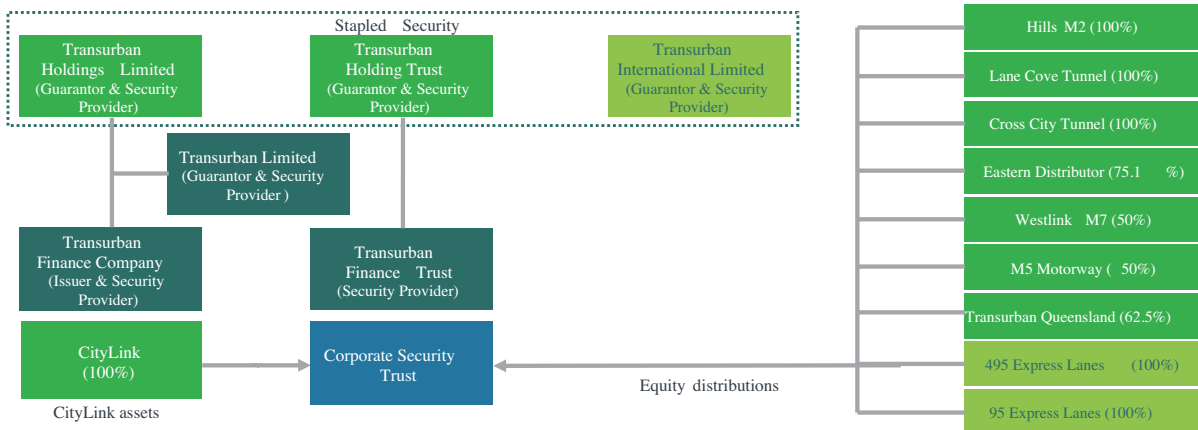 Stapled Security
Transurban
Holdings Limited
(Guarantor & Security
Provider)
Transurban
Holding Trust
(Guarantor & Security
Provider)
Transurban
International Limited
(Guarantor & Security
Provider)
Transurban Limited
(Guarantor & Security
Provider )
Transurban
Finance Company
(Issuer & Security
Provider)
Transurban
Finance Trust
(Security Provider)
CityLink
(100%)
CityLink assets
Corporate Security
Trust
Equity distributions
Hills M2 (100%)
Lane Cove Tunnel (100%)
Cross City Tunnel (100%)
Eastern Distributor (75.1 %)
Westlink M7 (50%)
M5 Motorway ( 50%)
Transurban Queensland (62.5%)
495 Express Lanes (100%)
95 Express Lanes (100%)